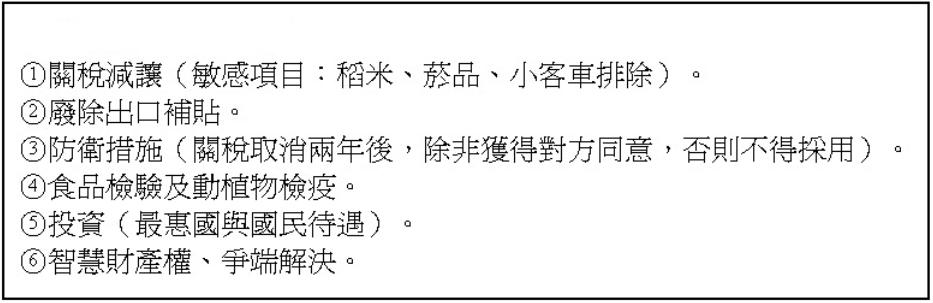 ①關稅減讓（敏感項目：稻米、菸品、小客車排除）。
②廢除出口補貼。
③防衛措施（關稅取消兩年後，除非獲得對方同意，否則不得採用）。
④食品檢驗及動植物檢疫。
⑤投資（最惠國與國民待遇）。
⑥智慧財產權、爭端解決。